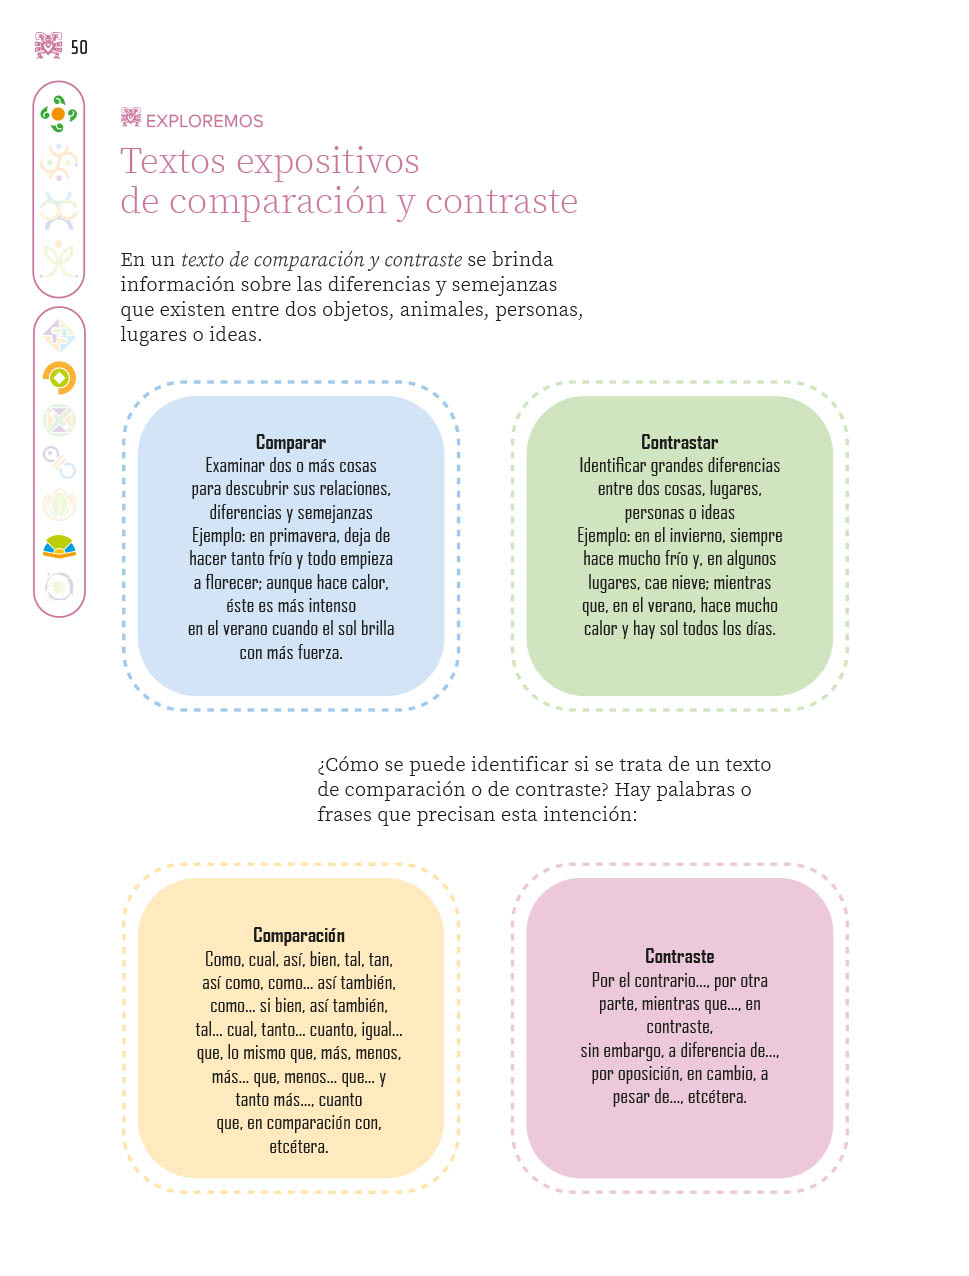 50
EXPLOREMOS
Textos expositivos
de comparación y contraste
En un texto de comparación y contraste se brinda
información sobre las diferencias y semejanzas
que existen entre dos objetos, animales, personas,
lugares o ideas.
Comparar
Examinar dos o más cosas
para descubrir sus relaciones,
diferencias y semejanzas
Ejemplo: en primavera, deja de
hacer tanto frío y todo empieza
a florecer; aunque hace calor,
éste es más intenso
en el verano cuando el sol brilla
con más fuerza.
Contrastar
Identificar grandes diferencias
entre dos cosas, lugares,
personas o ideas
Ejemplo: en el invierno, siempre
hace mucho frío y, en algunos
lugares, cae nieve; mientras
que, en el verano, hace mucho
calor y hay sol todos los días.
¿Cómo se puede identificar si se trata de un texto
de comparación o de contraste? Hay palabras o
frases que precisan esta intención:
Comparación
Como, cual, así, bien, tal, tan,
así como, como... así también,
como... si bien, así también,
tal... cual, tanto... cuanto, igual...
que, lo mismo que, más, menos,
más... que, menos... que... y
tanto más..., cuanto
que, en comparación con,
etcétera.
Contraste
Por el contrario..., por otra
parte, mientras que..., en
contraste,
sin embargo, a diferencia de...,
por oposición, en cambio, a
pesar de..., etcétera.